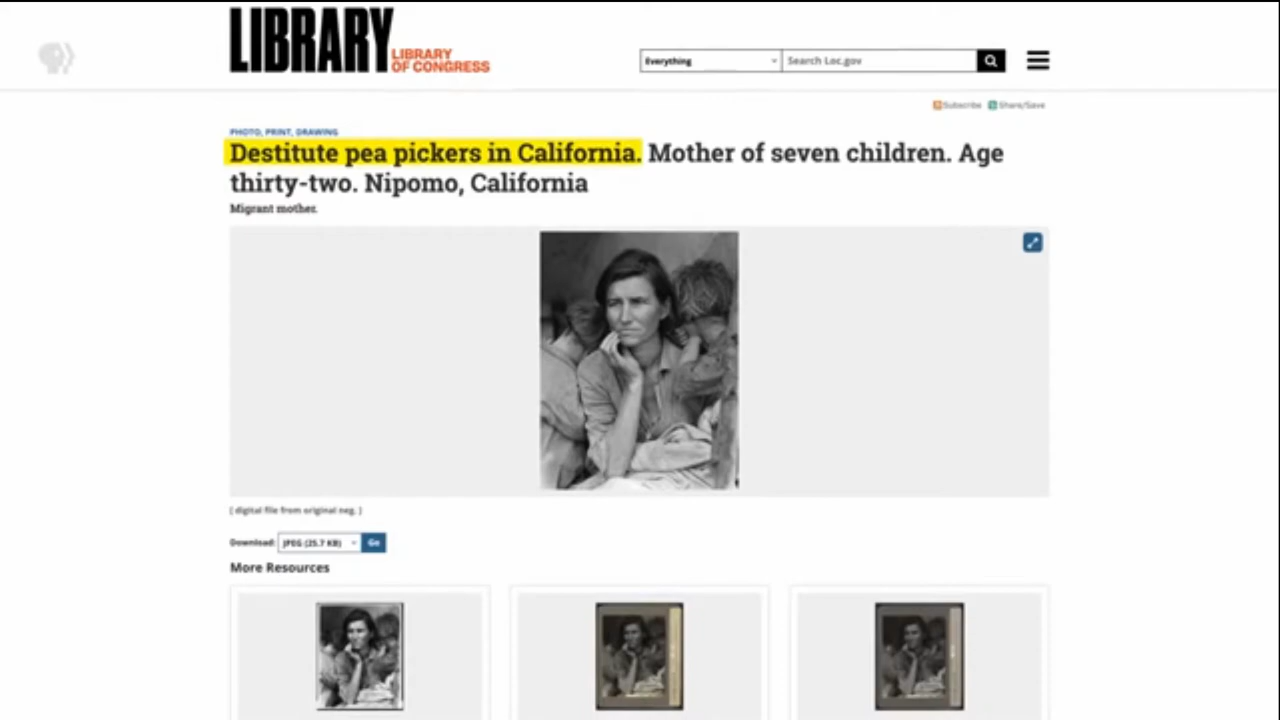 LIBRARY
LIBRARY
OF CONGRESS
Everything
Search Loc.gov
Subscribe
Share/Save
PHOTO, PRINT, DRAWING
Destitute pea pickers in California. Mother of seven children. Age
thirty-two. Nipomo, California
Migrant mother.
[ digital file from original neg. ]
Download: JPEG (25.7 KB) Go
More Resources